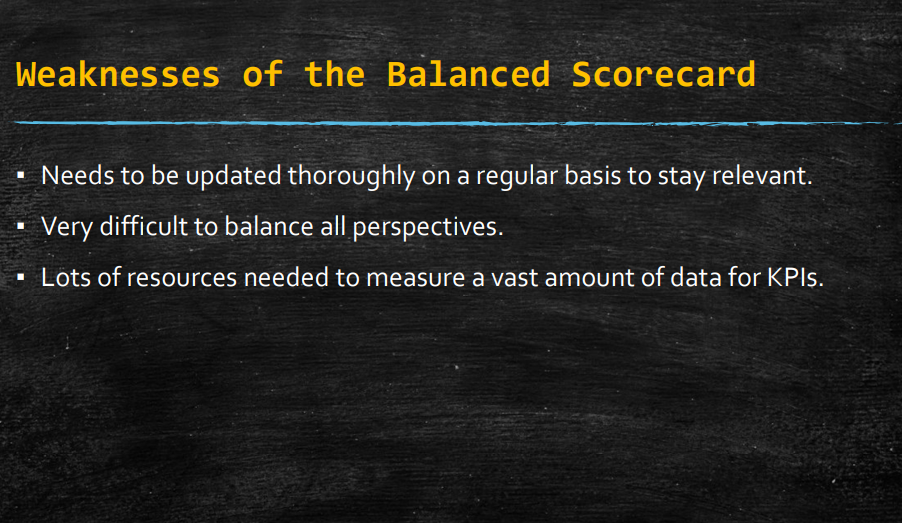 Weaknesses of the Balanced Scorecard
▪ Needs to be updated thoroughly on a regular basis to stay relevant.
▪ Very difficult to balance all perspectives.
▪ Lots of resources needed to measure a vast amount of data for KPIs.